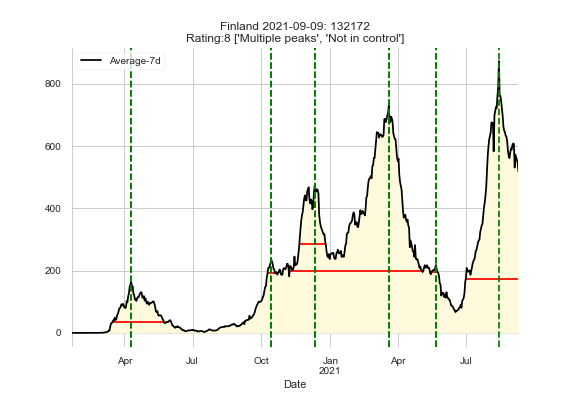 Finland 2021-09-09: 132172
Rating:8 ['Multiple peaks', 'Not in control']
Average-7d
800
600
400
200
0
Apr Jul Oct Jan Apr Jul
2021
Date